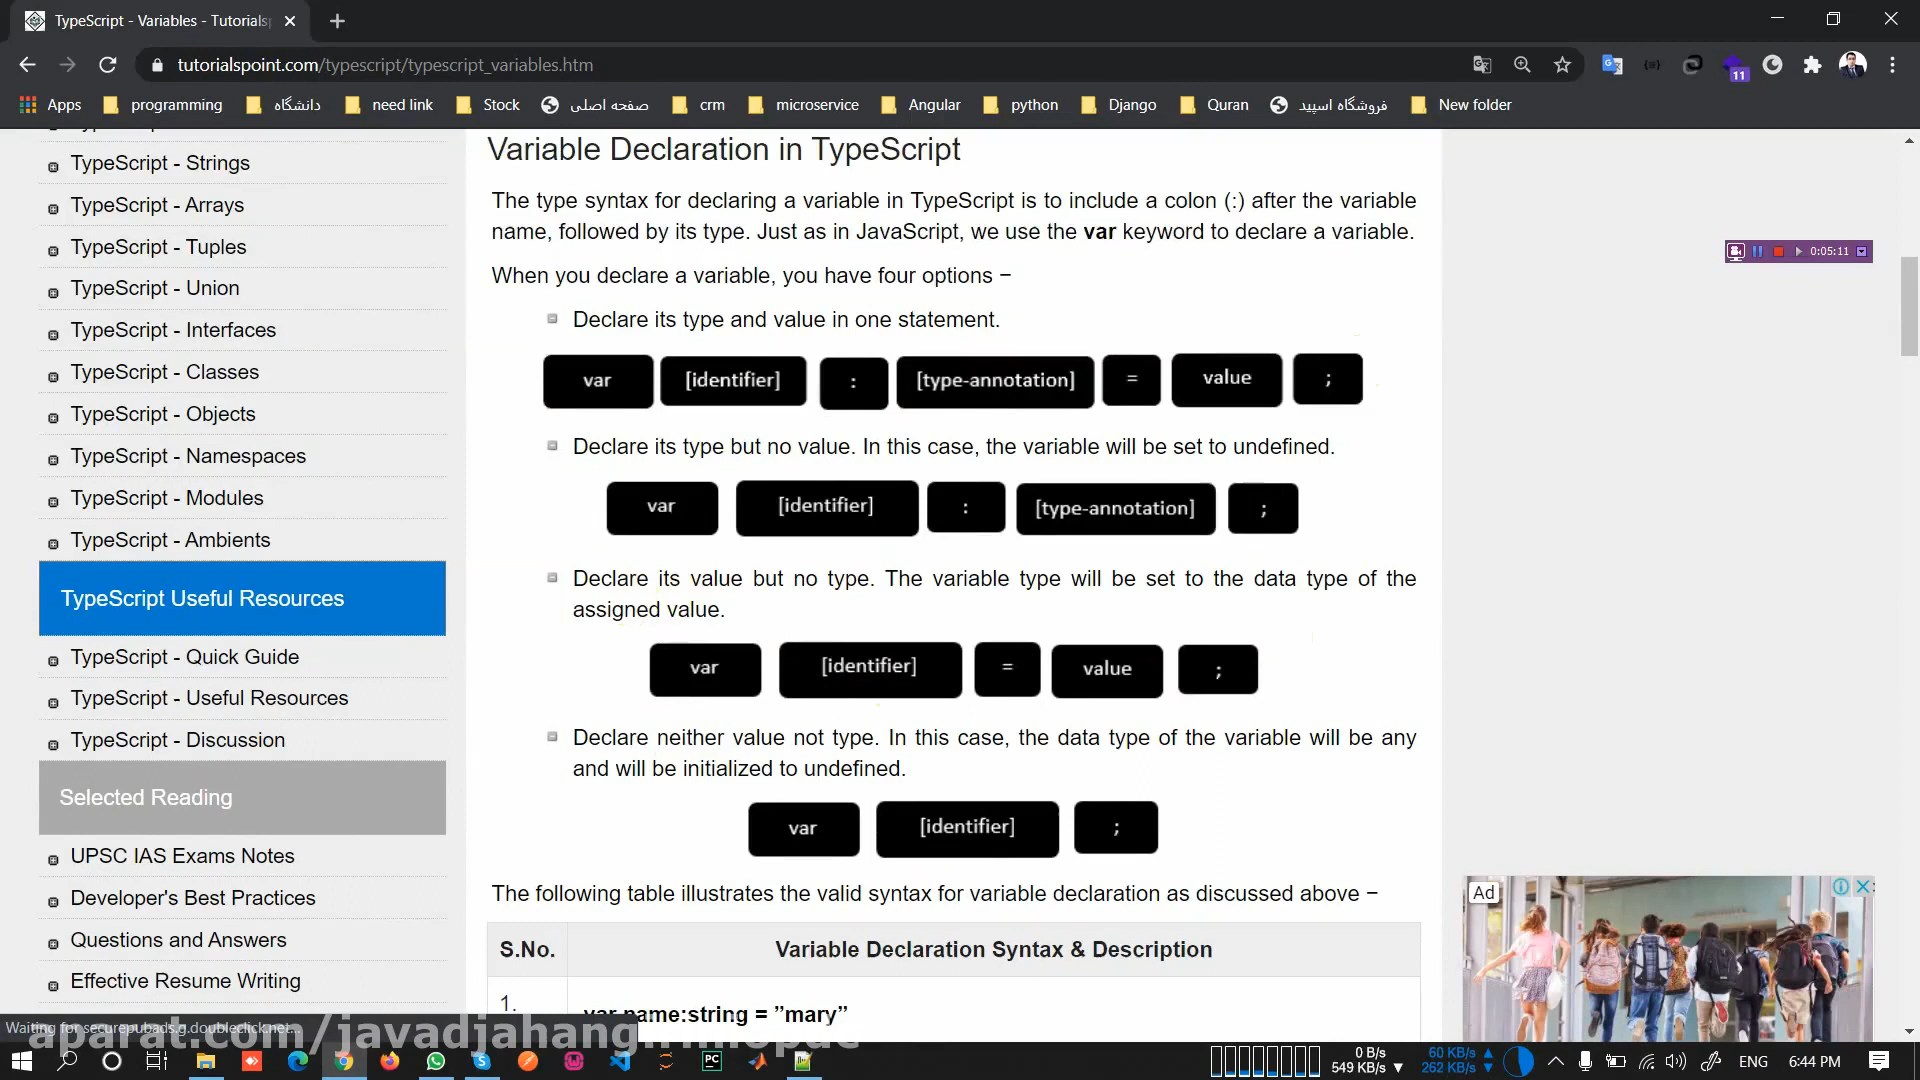 TypeScript - Variables - Tutorials
tutorialspoint.com/typescript/typescript_variables.htm
11
Apps programming دانشگاه need link Stock صفحه اصلی crm microservice Angular python Django Quran فروشگاه اسپید New folder
TypeScript - Strings
TypeScript - Arrays
TypeScript - Tuples
TypeScript - Union
TypeScript - Interfaces
TypeScript - Classes
TypeScript - Objects
TypeScript - Namespaces
TypeScript - Modules
TypeScript - Ambients
TypeScript Useful Resources
TypeScript - Quick Guide
TypeScript - Useful Resources
TypeScript - Discussion
Selected Reading
UPSC IAS Exams Notes
Developer's Best Practices
Questions and Answers
Effective Resume Writing
Variable Declaration in TypeScript
The type syntax for declaring a variable in TypeScript is to include a colon (:) after the variable
name, followed by its type. Just as in JavaScript, we use the var keyword to declare a variable.
When you declare a variable, you have four options −
Declare its type and value in one statement.
var [identifier] : [type-annotation] = value ;
Declare its type but no value. In this case, the variable will be set to undefined.
var [identifier] : [type-annotation] ;
Declare its value but no type. The variable type will be set to the data type of the
assigned value.
var [identifier] = value ;
Declare neither value not type. In this case, the data type of the variable will be any
and will be initialized to undefined.
var [identifier] ;
The following table illustrates the valid syntax for variable declaration as discussed above −
S.No. Variable Declaration Syntax & Description
1.
var name:string = ”mary”
0:05:11
Ad
Waiting for securepubads.g.doubleclick.net...
0 B/s 60 KB/s
549 KB/s 262 KB/s
ENG 6:44 PM